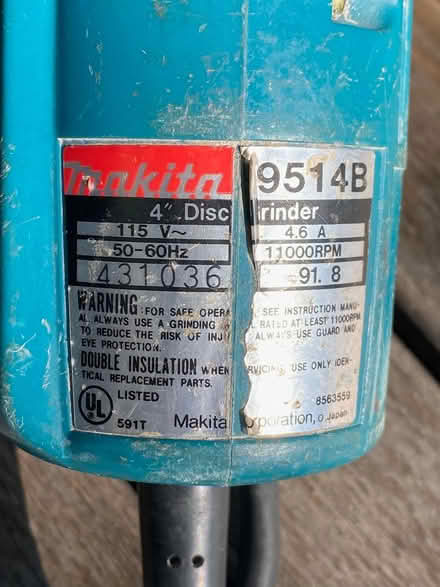 makita 9514B
4" Disc rinder
115 V~ 4.6 A
50-60Hz 11000RPM
431036 91. 8
WARNING: FOR SAFE OPERA SEE INSTRUCTION MANU-
AL. ALWAYS USE A GRINDING RATED AT LEAST 11000RPM
TO REDUCE THE RISK OF INJU ALWAYS USE GUARD AND
EYE PROTECTION.
DOUBLE INSULATION WHEN RVICING, USE ONLY IDEN-
TICAL REPLACEMENT PARTS.
UL LISTED 8563559
591T Makita orporation, Japan